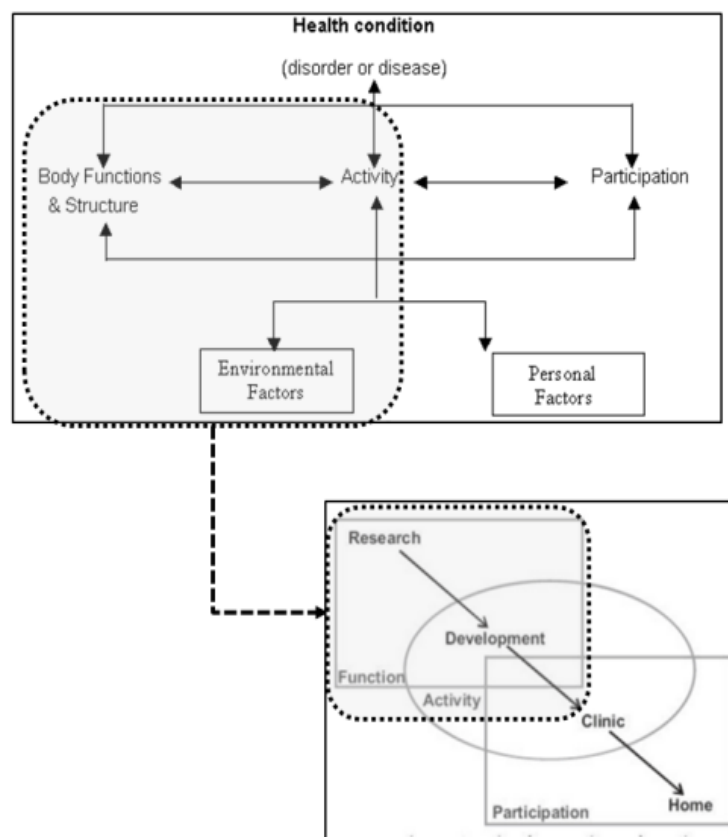 Health condition
(disorder or disease)
Body Functions
& Structure
Activity
Participation
Environmental
Factors
Personal
Factors
Research
Development
Function
Activity
Clinic
Home
Participation